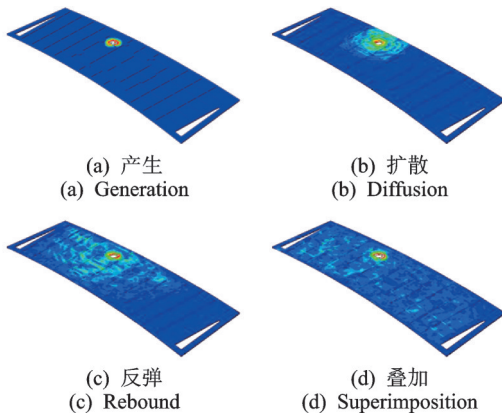 (a) 产生
(a) Generation
(b) 扩散
(b) Diffusion
(c) 反弹
(c) Rebound
(d) 叠加
(d) Superimposition